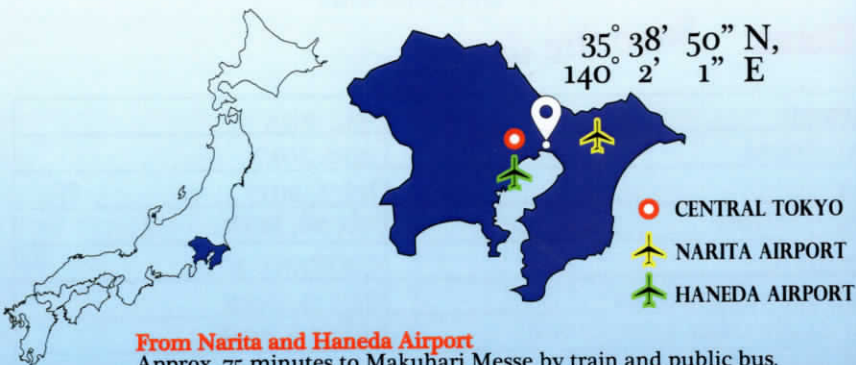 35° 38' 50" N,
140° 2' 1" E
CENTRAL TOKYO
NARITA AIRPORT
HANEDA AIRPORT
From Narita and Haneda Airport
Approx. 75 minutes to Makuhari Messe by train and public bus.